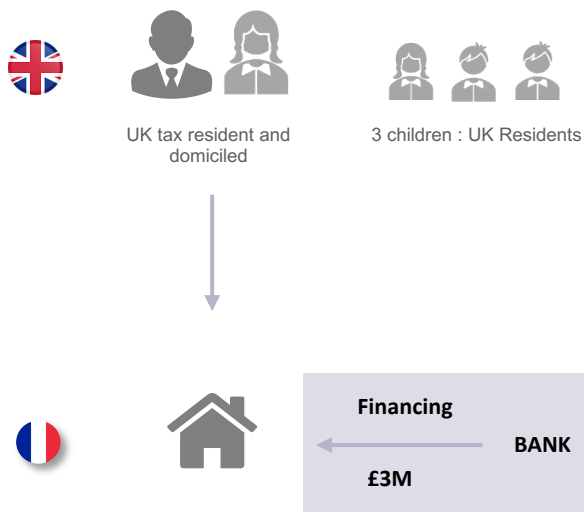 UK tax resident and
domiciled
3 children : UK Residents
Financing
BANK
£3M